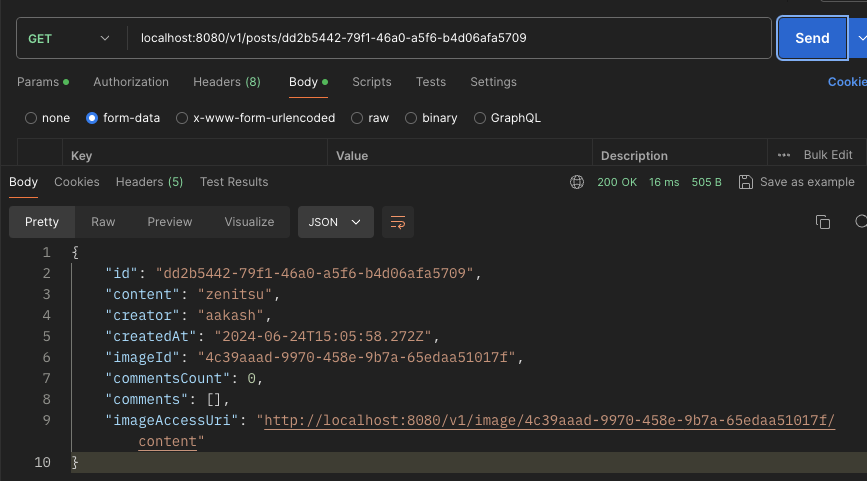 GET localhost:8080/v1/posts/dd2b5442-79f1-46a0-a5f6-b4d06afa5709 Send
Params Authorization Headers (8) Body Scripts Tests Settings Cookie
none form-data x-www-form-urlencoded raw binary GraphQL
Key Value Description ••• Bulk Edit
Body Cookies Headers (5) Test Results 200 OK 16 ms 505 B Save as example
Pretty Raw Preview Visualize JSON
1 {
2 "id": "dd2b5442-79f1-46a0-a5f6-b4d06afa5709",
3 "content": "zenitsu",
4 "creator": "aakash",
5 "createdAt": "2024-06-24T15:05:58.272Z",
6 "imageId": "4c39aaad-9970-458e-9b7a-65edaa51017f",
7 "commentsCount": 0,
8 "comments": [],
9 "imageAccessUri": "http://localhost:8080/v1/image/4c39aaad-9970-458e-9b7a-65edaa51017f/
content"
10 }